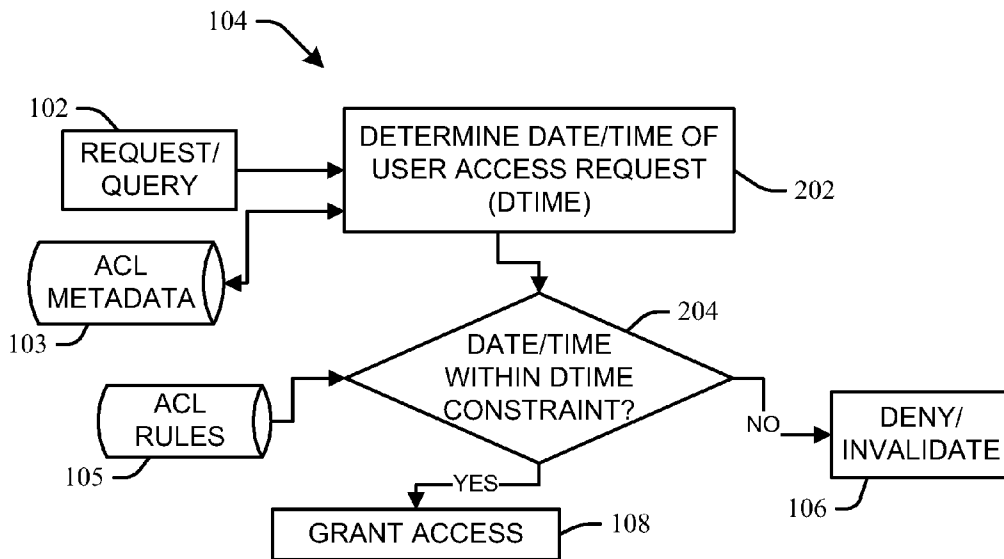 104
102
REQUEST/
QUERY
DETERMINE DATE/TIME OF
USER ACCESS REQUEST
(DTIME)
202
ACL
METADATA
103
204
DATE/TIME
WITHIN DTIME
CONSTRAINT?
ACL
RULES
105
NO
DENY/
INVALIDATE
106
YES
GRANT ACCESS
108